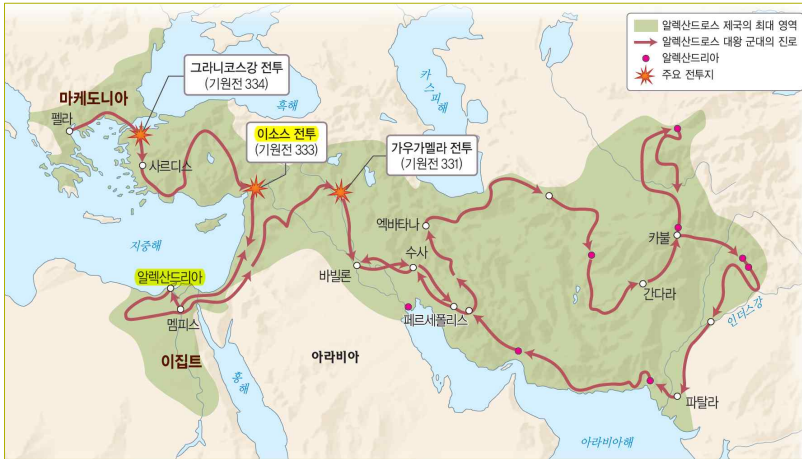 알렉산드로스 제국의 최대 영역
알렉산드로스 대왕 군대의 진로
알렉산드리아
주요 전투지
그라니코스강 전투
(기원전 334)
마케도니아
펠라
흑해
카스피해
이소스 전투
(기원전 333)
가우가멜라 전투
(기원전 331)
사르디스
엑바타나
카불
지중해
수사
알렉산드리아
바빌론
간다라
멤피스
페르세폴리스
인더스강
이집트
아라비아
홍해
파탈라
아라비아해